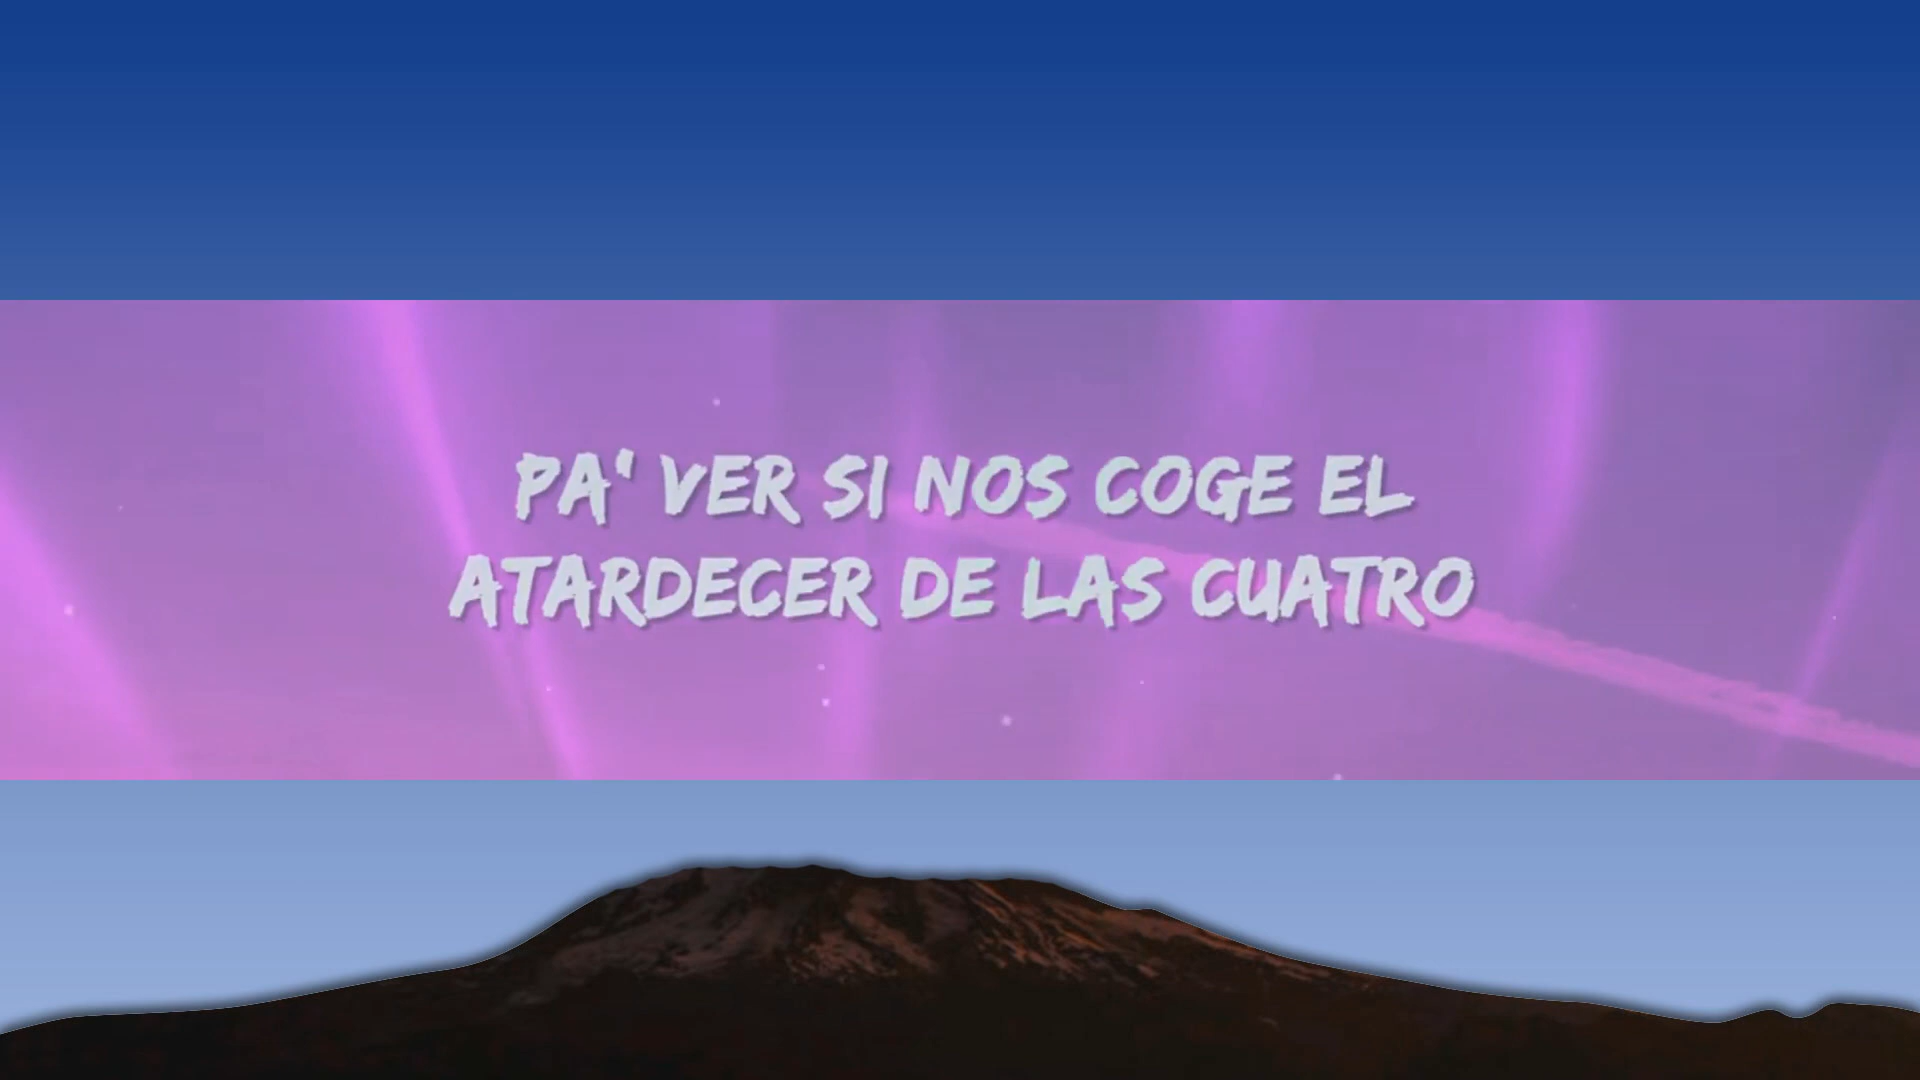 PA' VER SI NOS COGE EL
ATARDECER DE LAS CUATRO